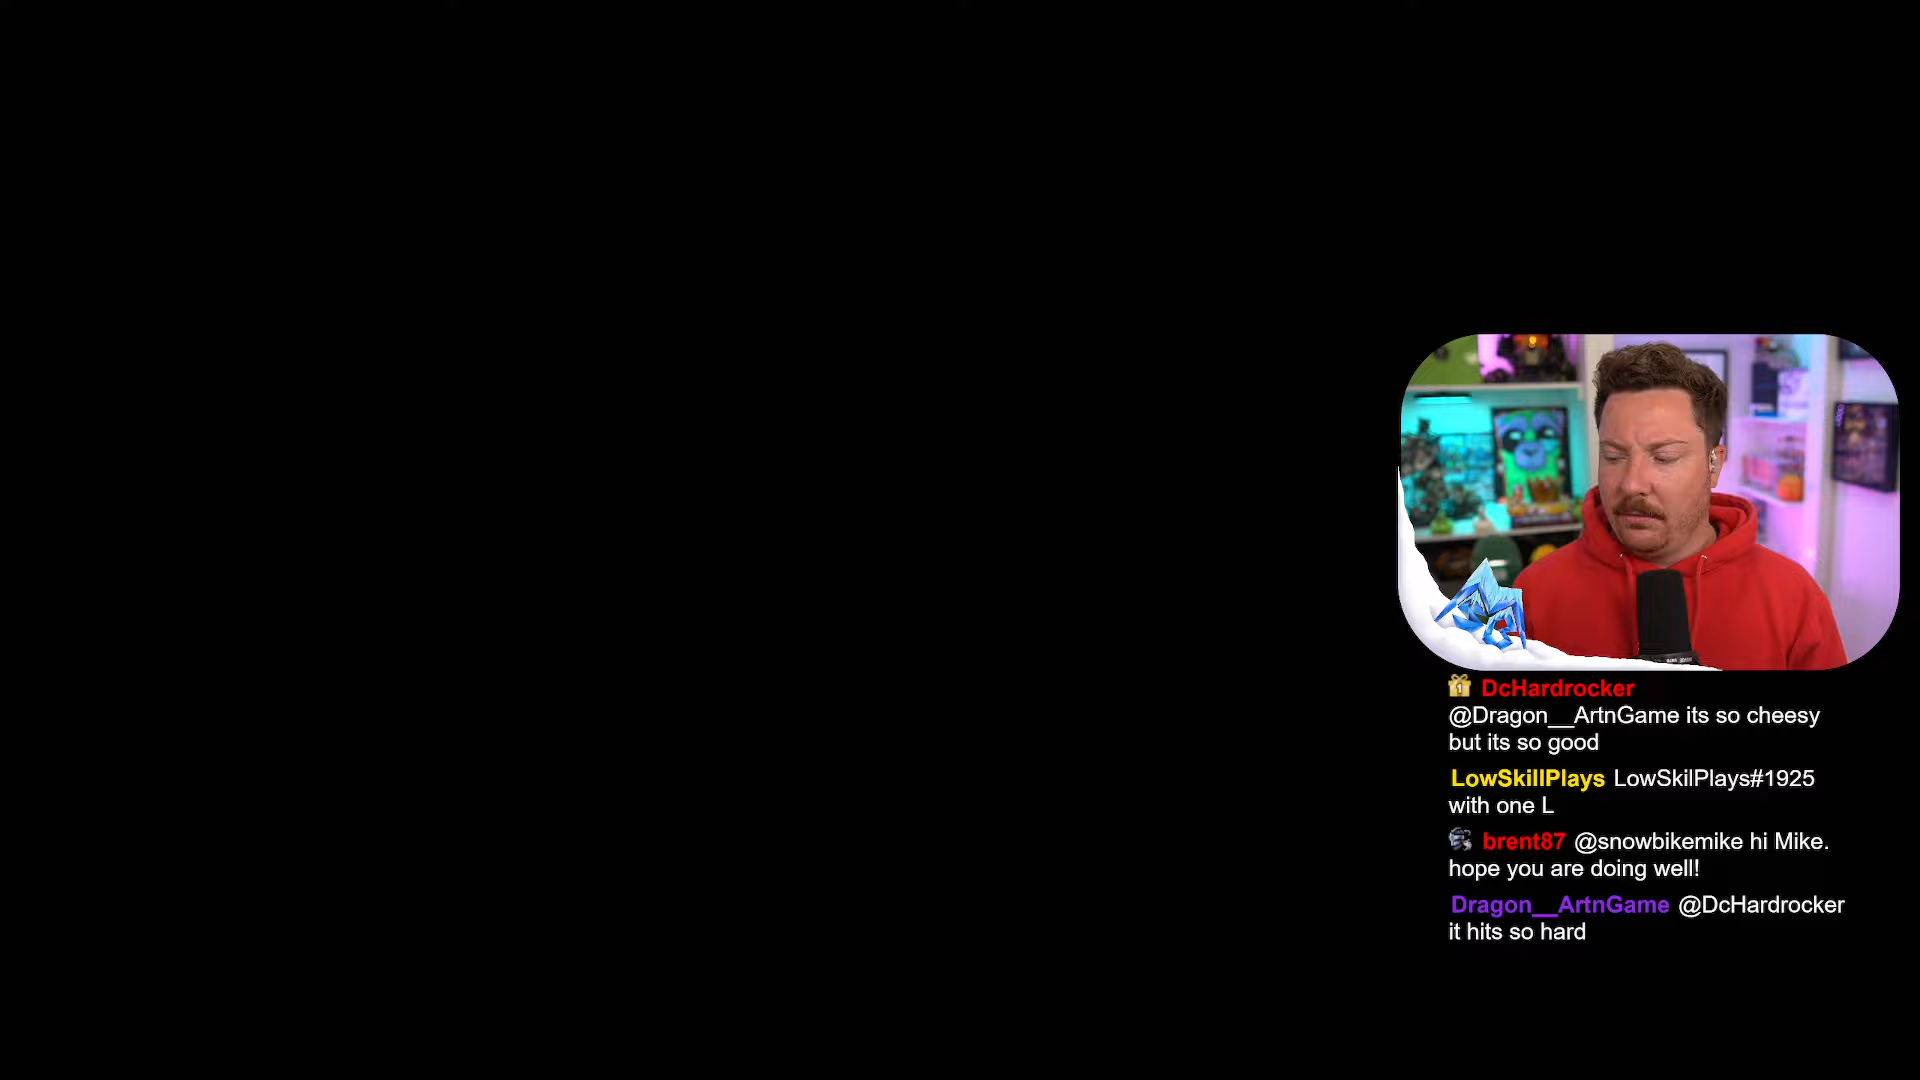 DcHardrocker
@Dragon__ArtnGame its so cheesy
but its so good
LowSkillPlays LowSkilPlays#1925
with one L
brent87 @snowbikemike hi Mike.
hope you are doing well!
Dragon__ArtnGame @DcHardrocker
it hits so hard